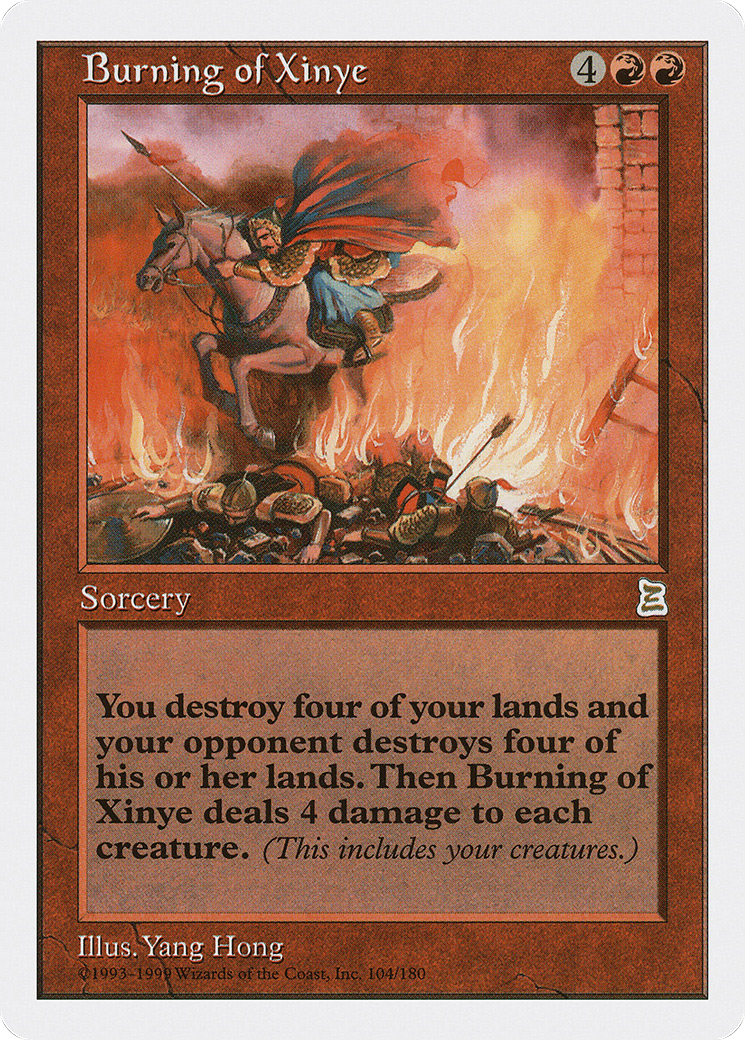 Burning of Xinye 4
Sorcery
You destroy four of your lands and
your opponent destroys four of
his or her lands. Then Burning of
Xinye deals 4 damage to each
creature. (This includes your creatures.)
Illus. Yang Hong
©1993-1999 Wizards of the Coast, Inc. 104/180